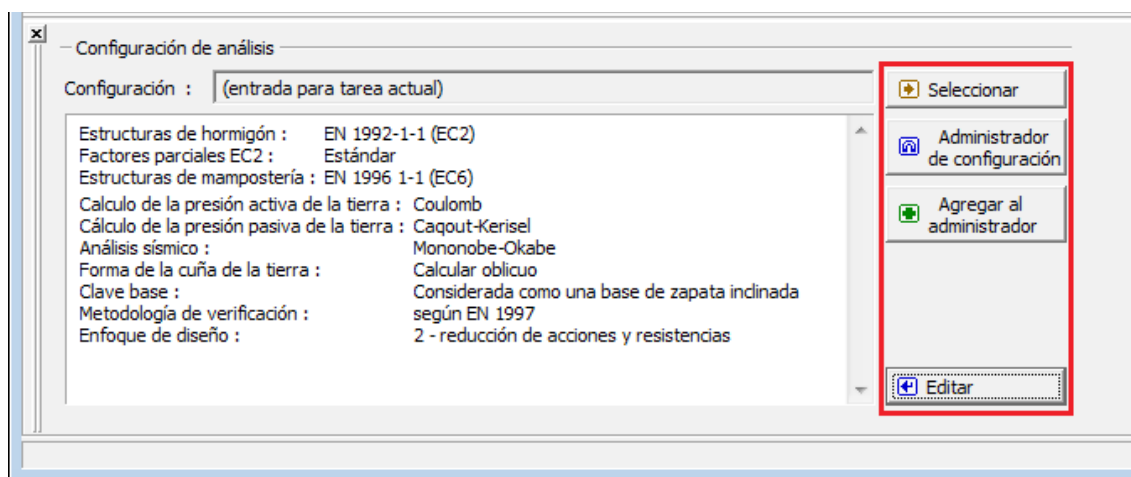 Configuración de análisis
Configuración : (entrada para tarea actual)
Estructuras de hormigón : EN 1992-1-1 (EC2)
Factores parciales EC2 : Estándar
Estructuras de mampostería : EN 1996 1-1 (EC6)
Calculo de la presión activa de la tierra : Coulomb
Cálculo de la presión pasiva de la tierra : Caqout-Kerisel
Análisis sísmico : Mononobe-Okabe
Forma de la cuña de la tierra : Calcular oblicuo
Clave base : Considerada como una base de zapata inclinada
Metodología de verificación : según EN 1997
Enfoque de diseño : 2 - reducción de acciones y resistencias
Seleccionar
Administrador
de configuración
Agregar al
administrador
Editar